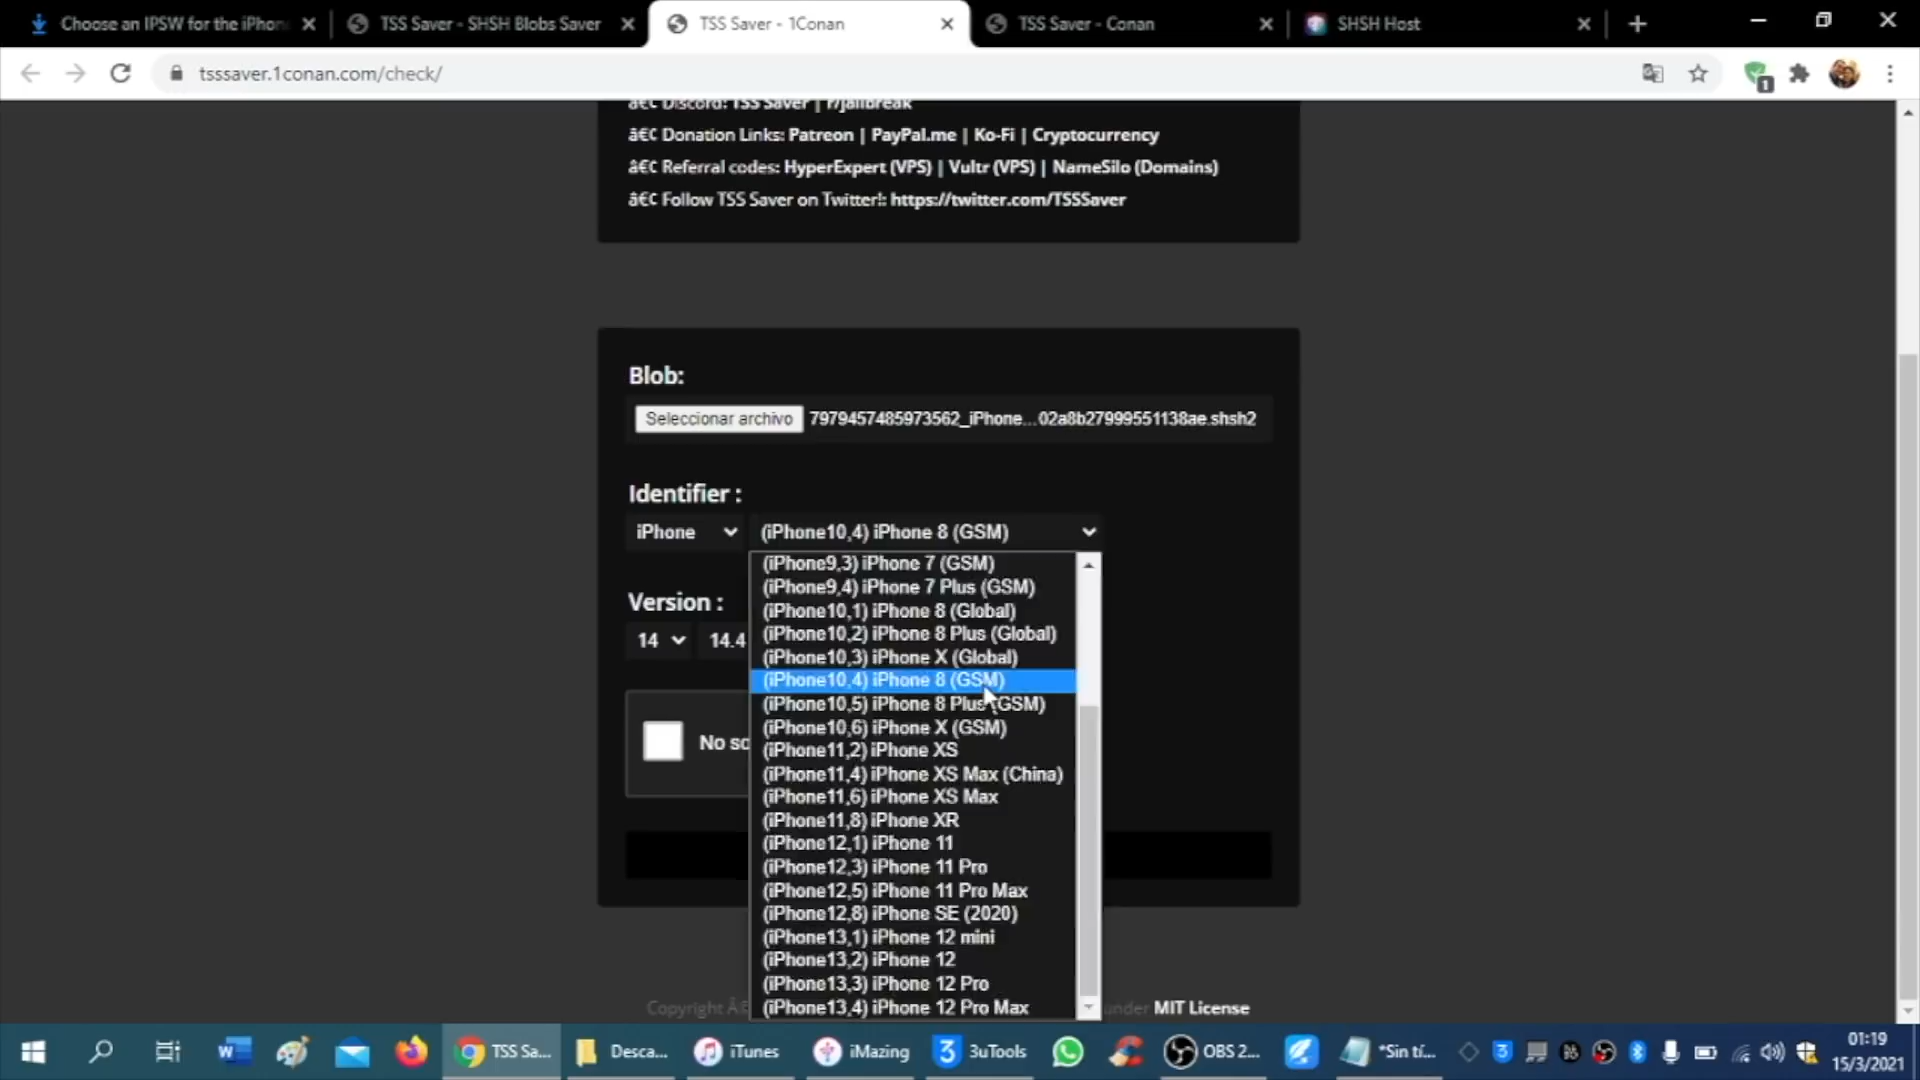 Choose an IPSW for the iPhon
TSS Saver - SHSH Blobs Saver
TSS Saver - 1Conan
TSS Saver - Conan
SHSH Host
tsssaver.1conan.com/check/
1
â€¢ Discord: TSS Saver | r/jailbreak
â€¢ Donation Links: Patreon | PayPal.me | Ko-Fi | Cryptocurrency
â€¢ Referral codes: HyperExpert (VPS) | Vultr (VPS) | NameSilo (Domains)
â€¢ Follow TSS Saver on Twitter!: https://twitter.com/TSSSaver
Blob:
Seleccionar archivo 7979457485973562_iPhone...02a8b27999551138ae.shsh2
Identifier :
iPhone (iPhone10,4) iPhone 8 (GSM)
(iPhone9,3) iPhone 7 (GSM)
(iPhone9,4) iPhone 7 Plus (GSM)
(iPhone10,1) iPhone 8 (Global)
(iPhone10,2) iPhone 8 Plus (Global)
(iPhone10,3) iPhone X (Global)
(iPhone10,4) iPhone 8 (GSM)
(iPhone10,5) iPhone 8 Plus (GSM)
(iPhone10,6) iPhone X (GSM)
(iPhone11,2) iPhone XS
(iPhone11,4) iPhone XS Max (China)
(iPhone11,6) iPhone XS Max
(iPhone11,8) iPhone XR
(iPhone12,1) iPhone 11
(iPhone12,3) iPhone 11 Pro
(iPhone12,5) iPhone 11 Pro Max
(iPhone12,8) iPhone SE (2020)
(iPhone13,1) iPhone 12 mini
(iPhone13,2) iPhone 12
(iPhone13,3) iPhone 12 Pro
(iPhone13,4) iPhone 12 Pro Max
Version :
14 14.4
No so
Copyright Â© under MIT License
TSS Sa...
Desca...
iTunes
iMazing
3uTools
OBS 2...
*Sin tí...
01:19
15/3/2021